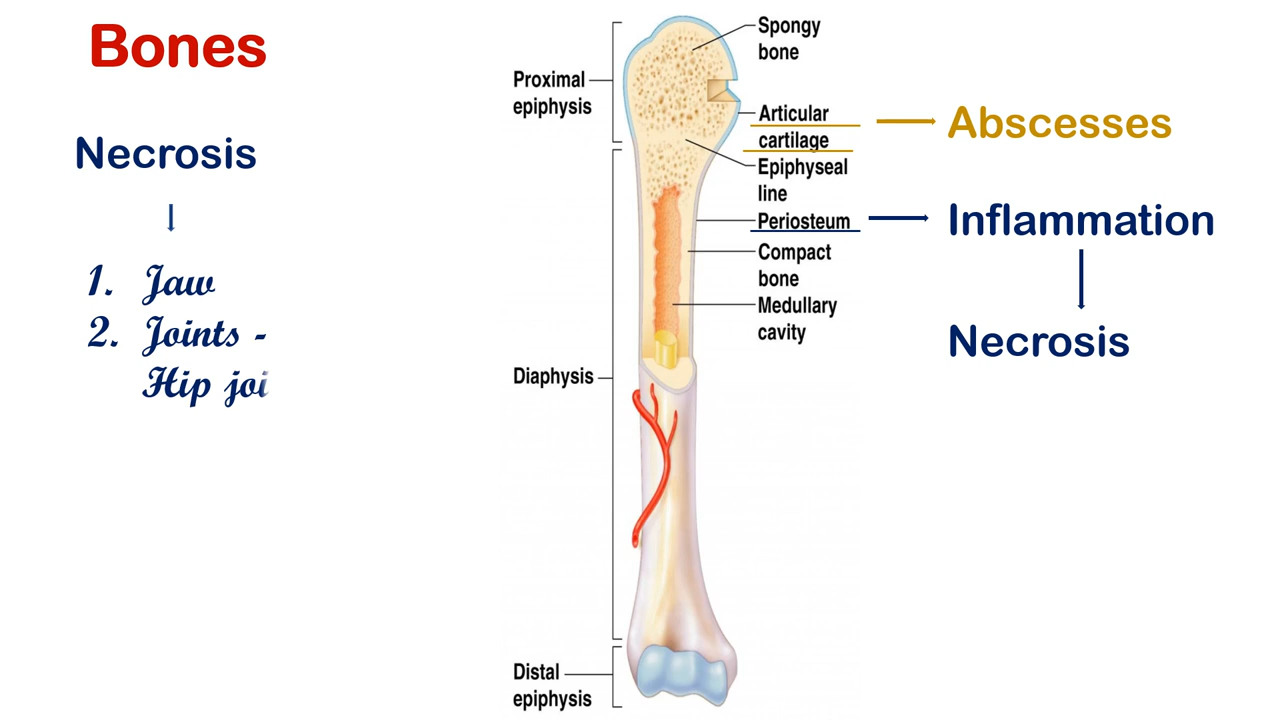 Bones
Necrosis
1. Jaw
2. Joints -
Hip joi
Proximal
epiphysis
Diaphysis
Distal
epiphysis
Spongy
bone
Articular
cartilage
Epiphyseal
line
Periosteum
Compact
bone
Medullary
cavity
Abscesses
Inflammation
Necrosis